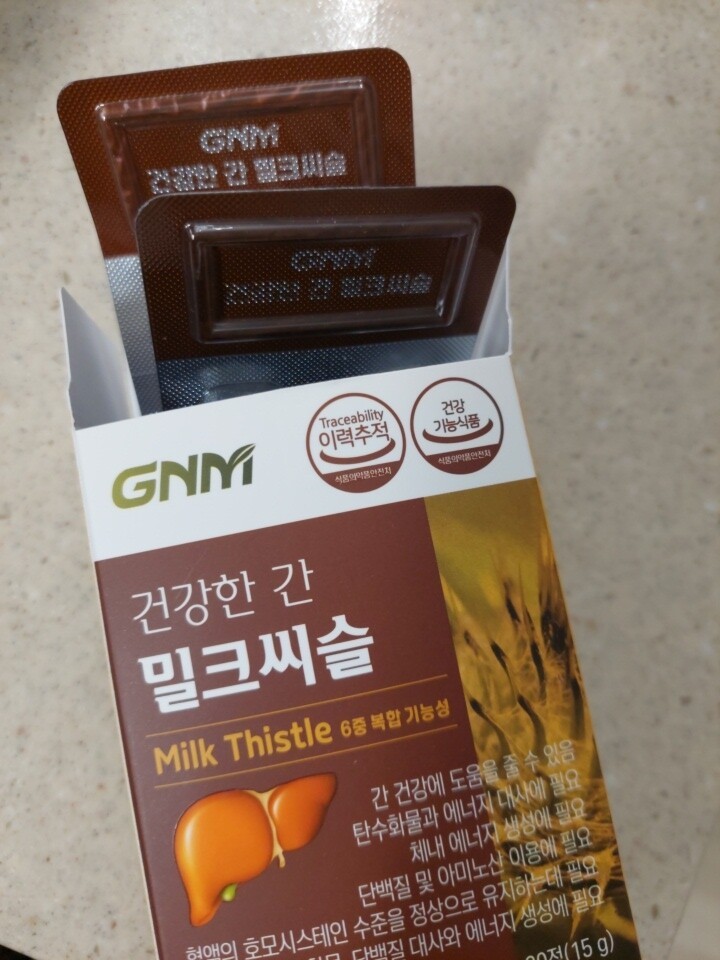 GNM
건강한 간 밀크씨슬
GNM
건강한 간 밀크씨슬
GNM
Traceability
이력추적
식품의약품안전처
건강
기능식품
식품의약품안전처
건강한 간
밀크씨슬
Milk Thistle 6중 복합 기능성
간 건강에 도움을 줄 수 있음
탄수화물과 에너지 대사에 필요
체내 에너지 생성에 필요
단백질 및 아미노산 이용에 필요
혈액의 호모시스테인 수준을 정상으로 유지하는데 필요
단백질 대사와 에너지 생성에 필요
(15 g)